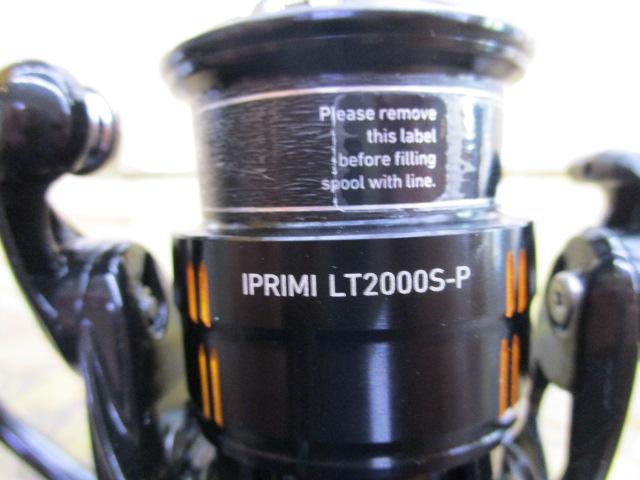 Please remove
this label
before filling
spool with line.
IPRIMI LT2000S-P